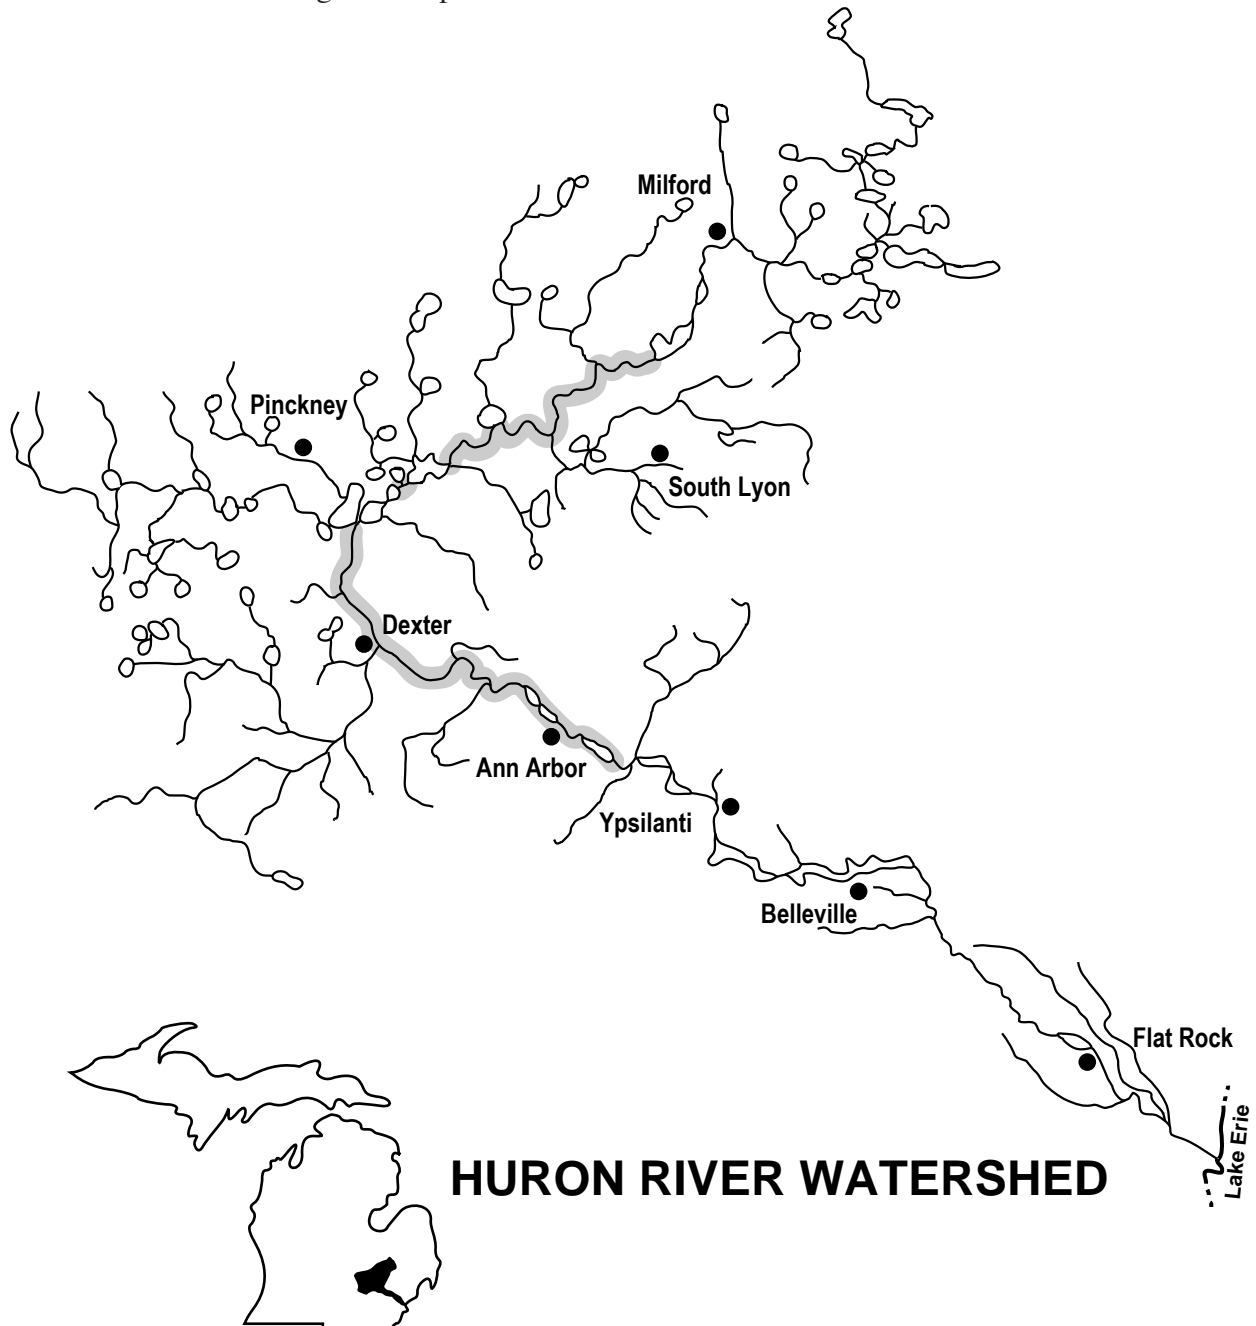 Milford
Pinckney
South Lyon
Dexter
Ann Arbor
Ypsilanti
Belleville
Flat Rock
Lake Erie
HURON RIVER WATERSHED